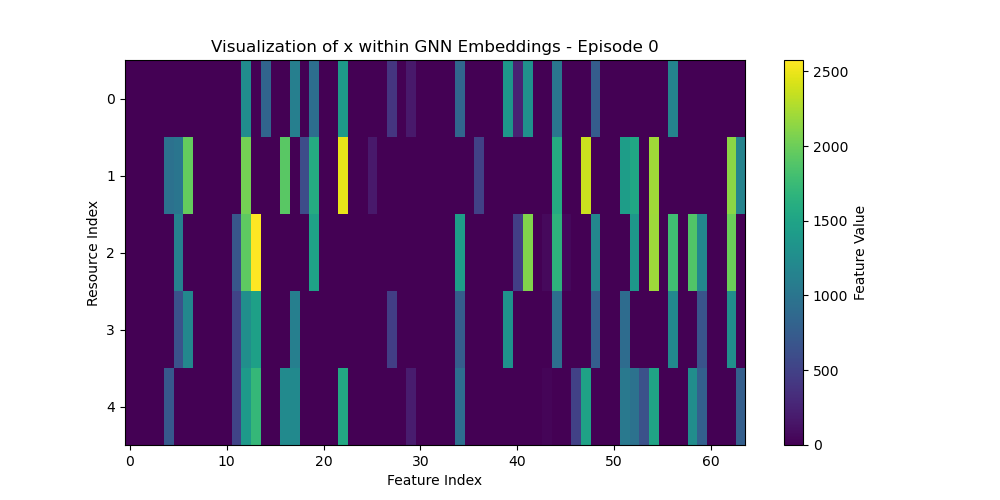 Visualization of x within GNN Embeddings - Episode 0
0
1
2
3
4
Resource Index
0 10 20 30 40 50 60
Feature Index
2500
2000
1500
1000
500
0
Feature Value